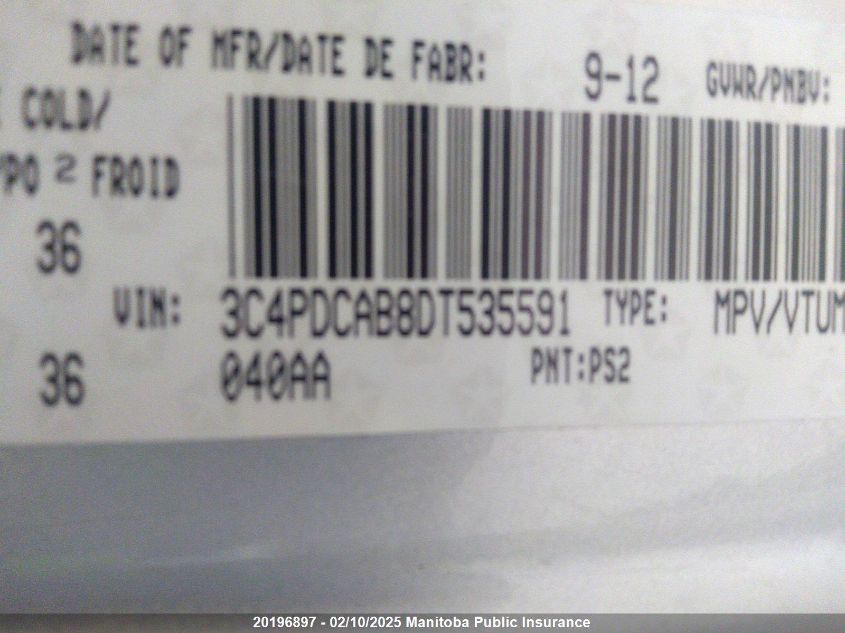 DATE OF MFR/DATE DE FABR: 9-12 GVWR/PNBV:
COLD/
PO 2 FROID
36
VIN: 3C4PDCAB8DT535591 TYPE: MPV/VTUM
36 040AA PNT:PS2
20196897 - 02/10/2025 Manitoba Public Insurance